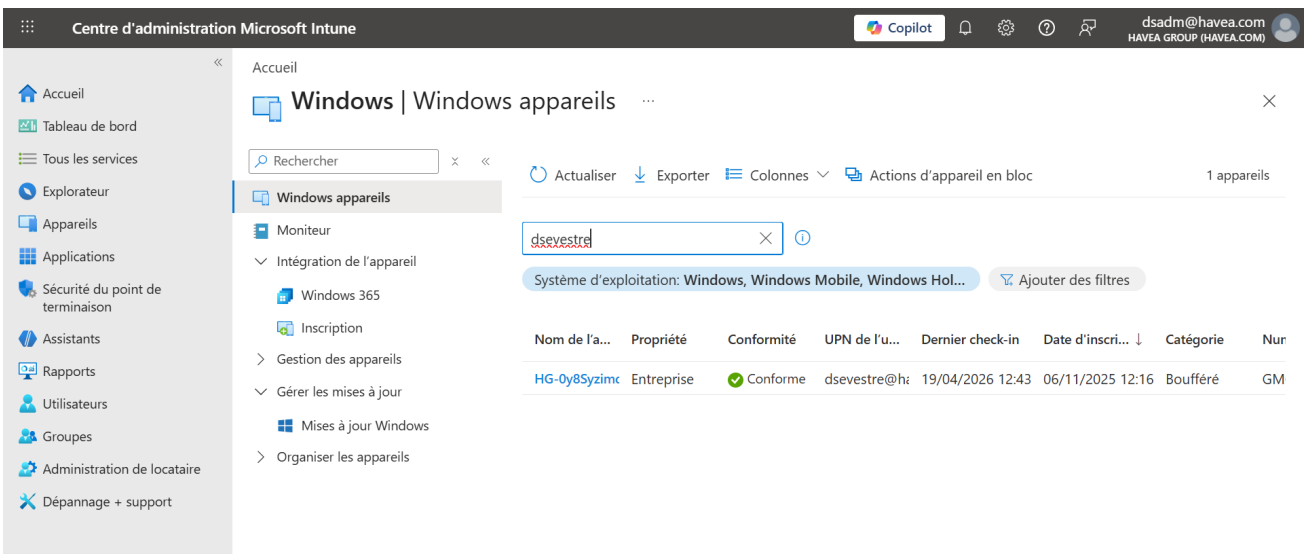 Centre d'administration Microsoft Intune
Copilot
dsadm@havea.com
HAVEA GROUP (HAVEA.COM)
Accueil
Tableau de bord
Tous les services
Explorateur
Appareils
Applications
Sécurité du point de
terminaison
Assistants
Rapports
Utilisateurs
Groupes
Administration de locataire
Dépannage + support
Accueil
Windows | Windows appareils
Rechercher
Windows appareils
Moniteur
Intégration de l'appareil
Windows 365
Inscription
Gestion des appareils
Gérer les mises à jour
Mises à jour Windows
Organiser les appareils
Actualiser Exporter Colonnes Actions d'appareil en bloc 1 appareils
dsevestre
Système d'exploitation: Windows, Windows Mobile, Windows Hol... Ajouter des filtres
Nom de l'a... Propriété Conformité UPN de l'u... Dernier check-in Date d'inscri... ↓ Catégorie Nun
HG-0y8Syzimc Entreprise Conforme dsevestre@ha 19/04/2026 12:43 06/11/2025 12:16 Boufféré GM